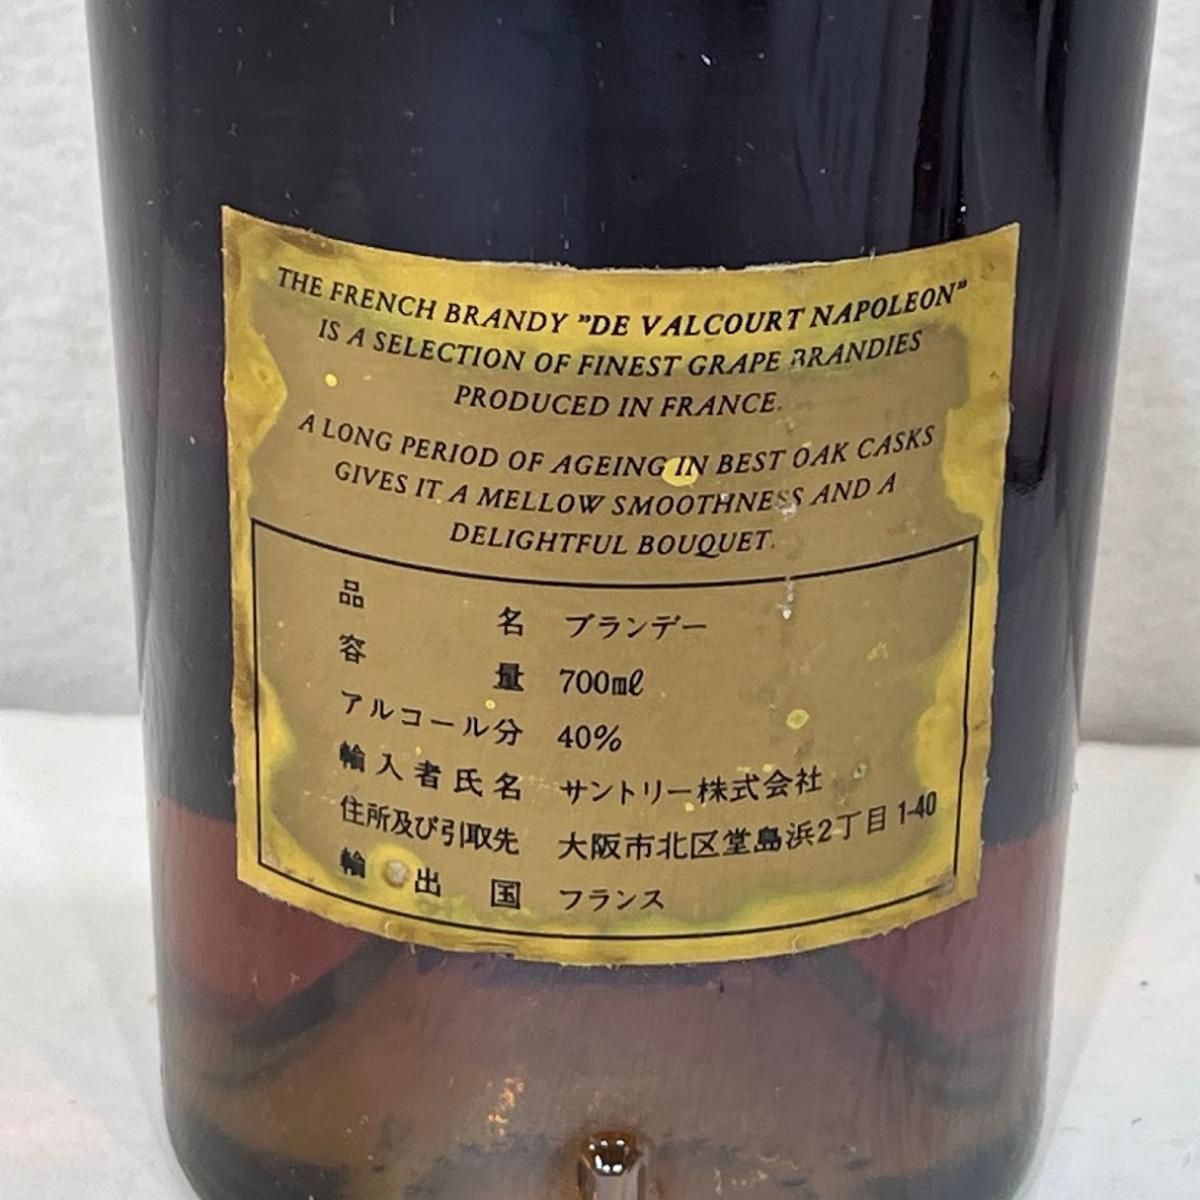 THE FRENCH BRANDY "DE VALCOURT NAPOLEON"
IS A SELECTION OF FINEST GRAPE BRANDIES
PRODUCED IN FRANCE.
A LONG PERIOD OF AGEING IN BEST OAK CASKS
GIVES IT A MELLOW SMOOTHNESS AND A
DELIGHTFUL BOUQUET.
品名 ブランデー
容量 700㎖
アルコール分 40%
輸入者氏名 サントリー株式会社
住所及び引取先 大阪市北区堂島浜2丁目1-40
輸出国 フランス